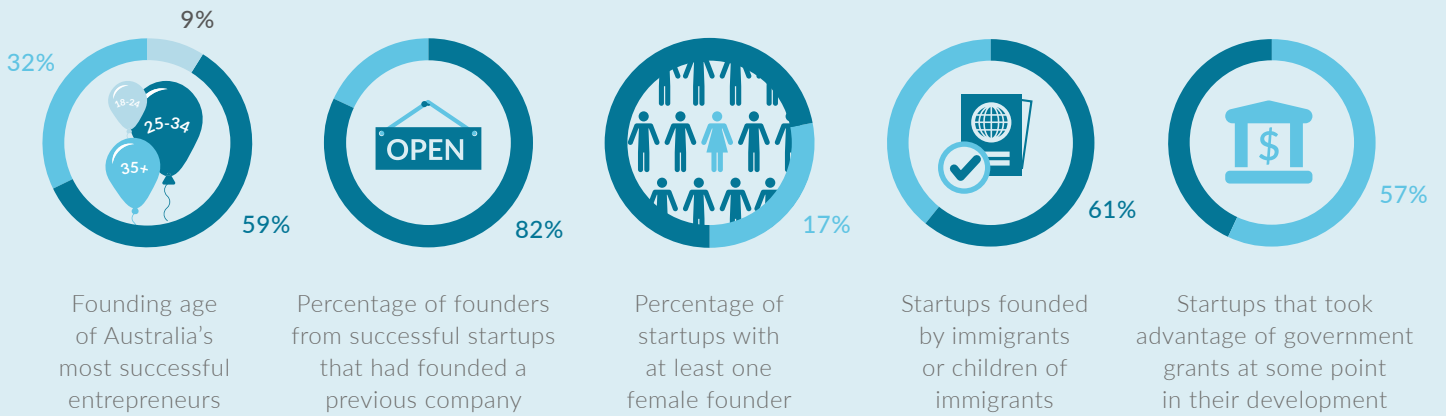 9%
32%
18-24
25-34
35+
59%
OPEN
82%
17%
61%
$
57%
Founding age
of Australia's
most successful
entrepreneurs
Percentage of founders
from successful startups
that had founded a
previous company
Percentage of
startups with
at least one
female founder
Startups founded
by immigrants
or children of
immigrants
Startups that took
advantage of government
grants at some point
in their development